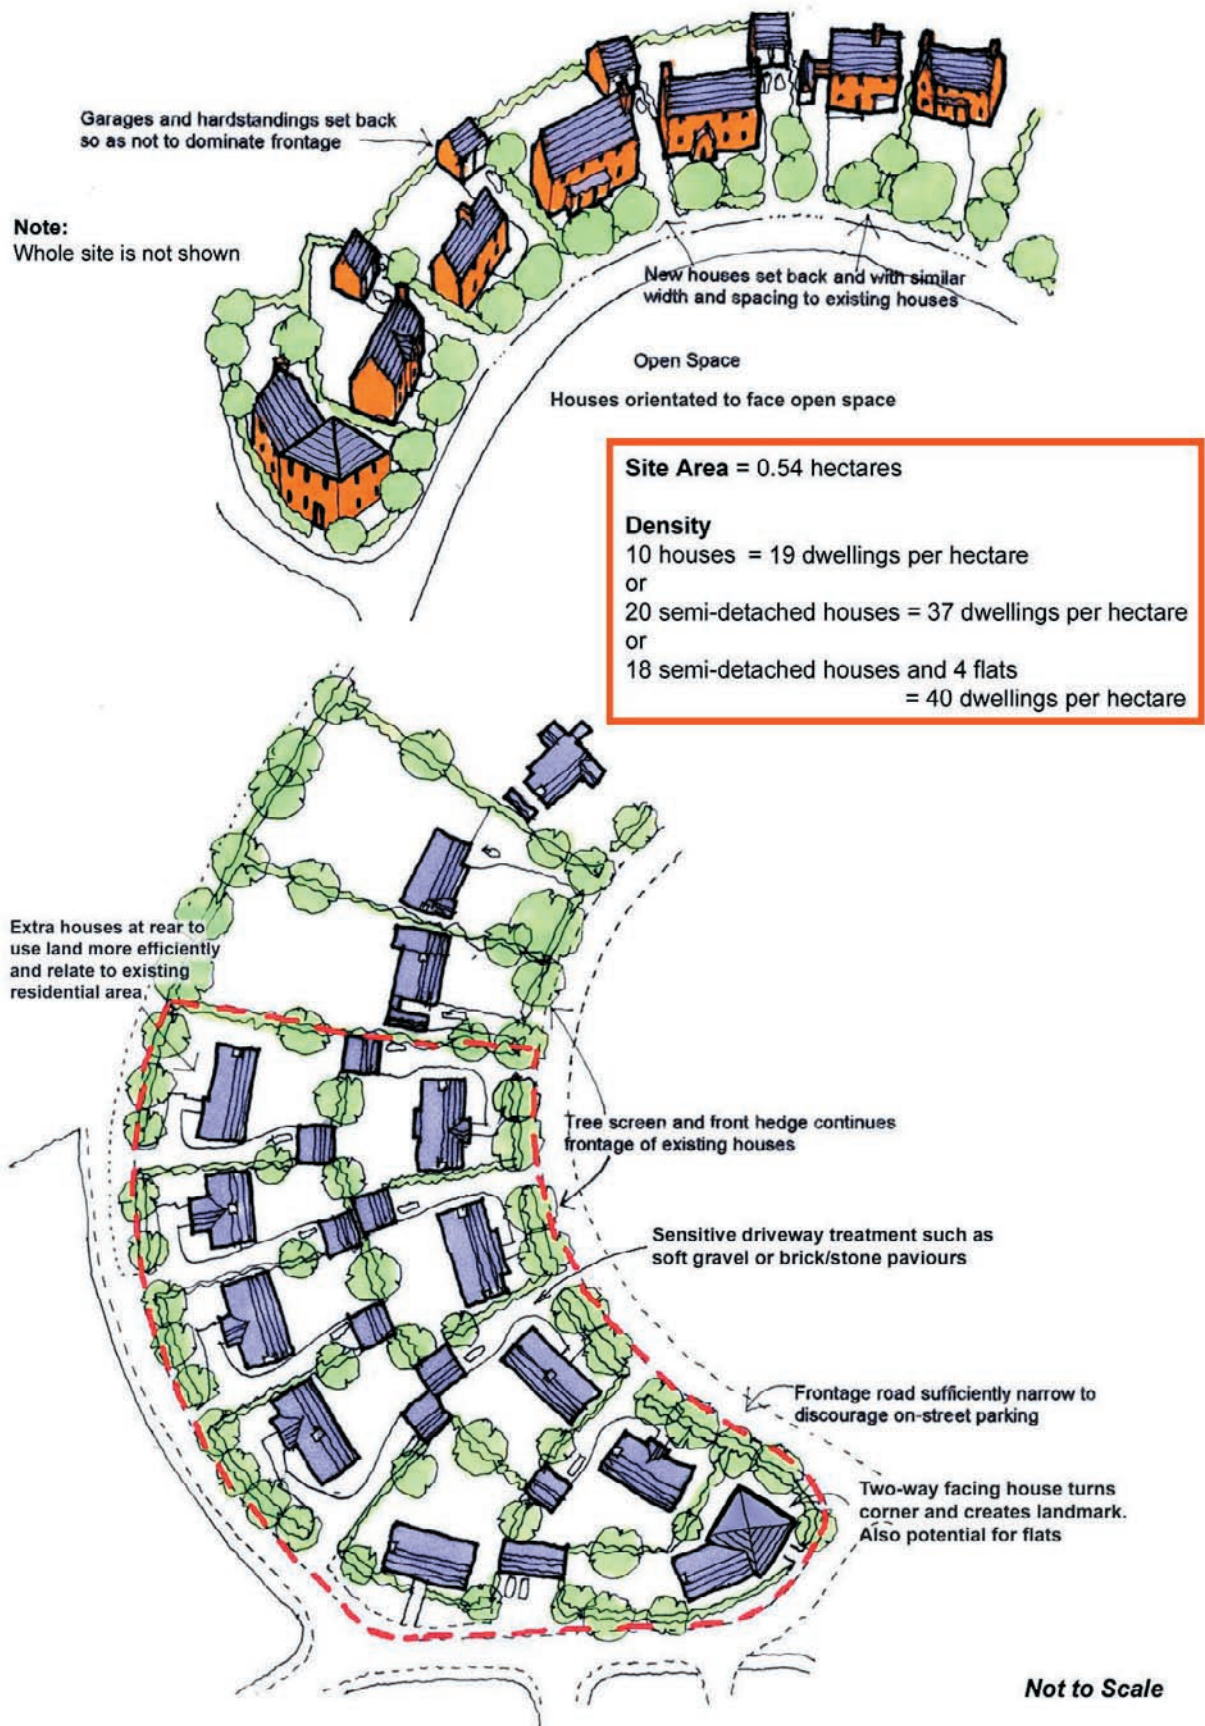 Garages and hardstandings set back
so as not to dominate frontage
Note:
Whole site is not shown
New houses set back and with similar
width and spacing to existing houses
Open Space
Houses orientated to face open space
Site Area = 0.54 hectares
Density
10 houses = 19 dwellings per hectare
or
20 semi-detached houses = 37 dwellings per hectare
or
18 semi-detached houses and 4 flats
= 40 dwellings per hectare
Extra houses at rear to
use land more efficiently
and relate to existing
residential area
Tree screen and front hedge continues
frontage of existing houses
Sensitive driveway treatment such as
soft gravel or brick/stone paviours
Frontage road sufficiently narrow to
discourage on-street parking
Two-way facing house turns
corner and creates landmark.
Also potential for flats
Not to Scale